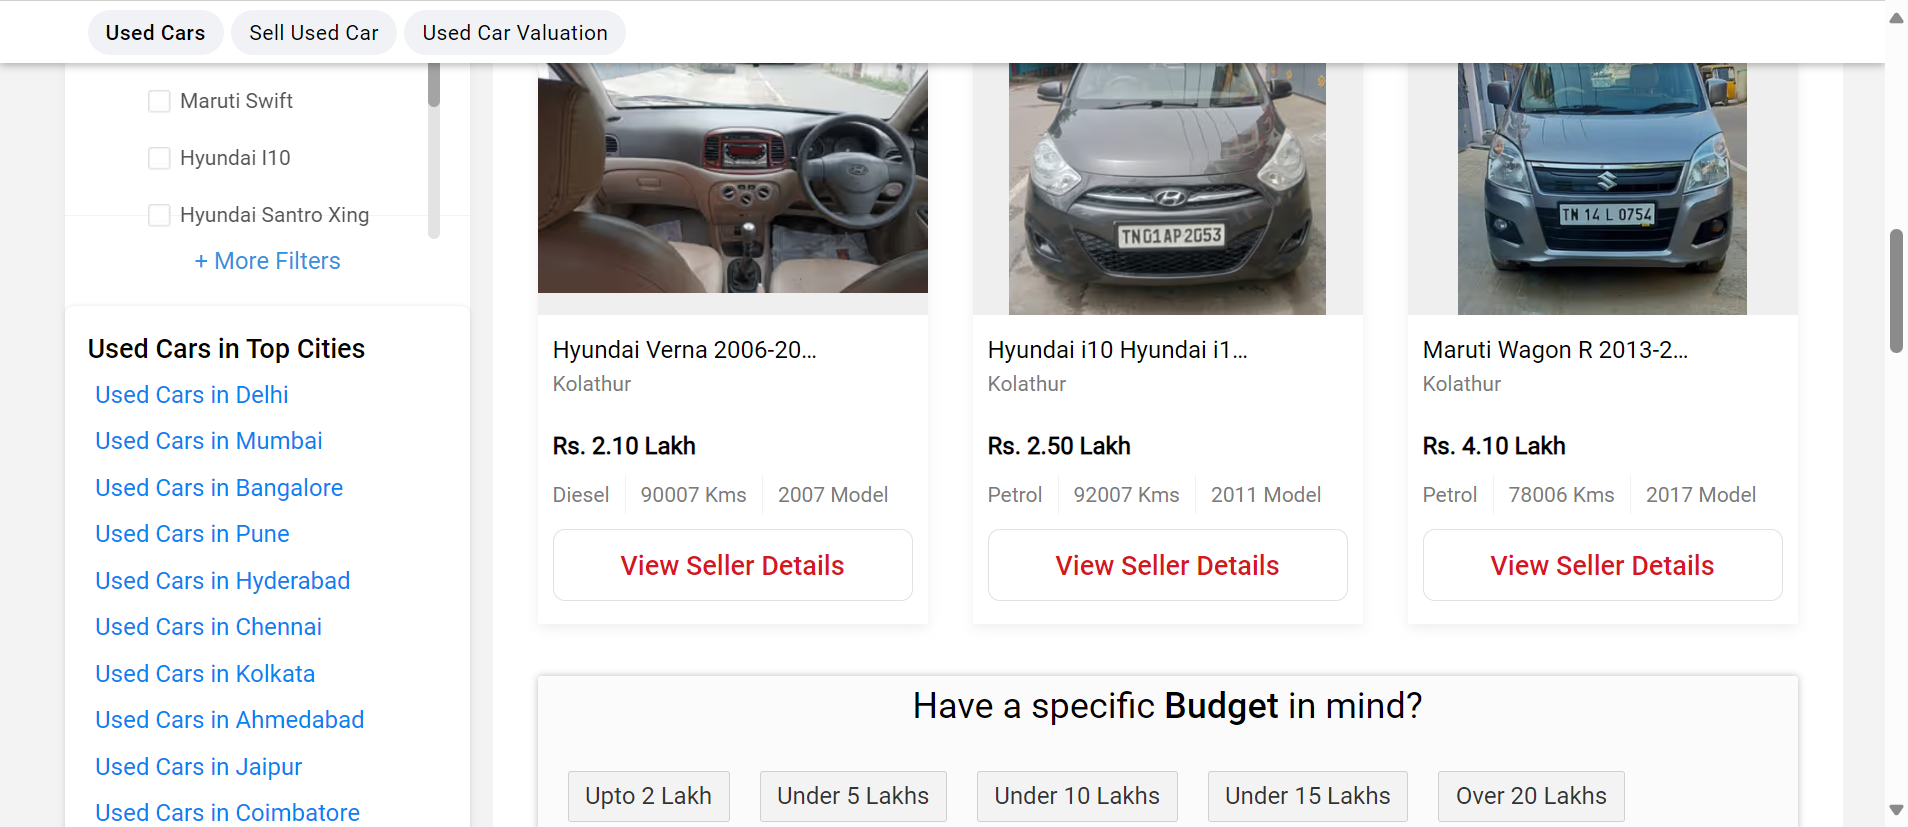 Used Cars
Sell Used Car
Used Car Valuation
Maruti Swift
Hyundai I10
Hyundai Santro Xing
+ More Filters
Used Cars in Top Cities
Used Cars in Delhi
Used Cars in Mumbai
Used Cars in Bangalore
Used Cars in Pune
Used Cars in Hyderabad
Used Cars in Chennai
Used Cars in Kolkata
Used Cars in Ahmedabad
Used Cars in Jaipur
Used Cars in Coimbatore
Hyundai Verna 2006-20...
Kolathur
Rs. 2.10 Lakh
Diesel
90007 Kms
2007 Model
View Seller Details
TN01AP2053
Hyundai i10 Hyundai i1...
Kolathur
Rs. 2.50 Lakh
Petrol
92007 Kms
2011 Model
View Seller Details
TN 14 L 0754
Maruti Wagon R 2013-2...
Kolathur
Rs. 4.10 Lakh
Petrol
78006 Kms
2017 Model
View Seller Details
Have a specific Budget in mind?
Upto 2 Lakh
Under 5 Lakhs
Under 10 Lakhs
Under 15 Lakhs
Over 20 Lakhs